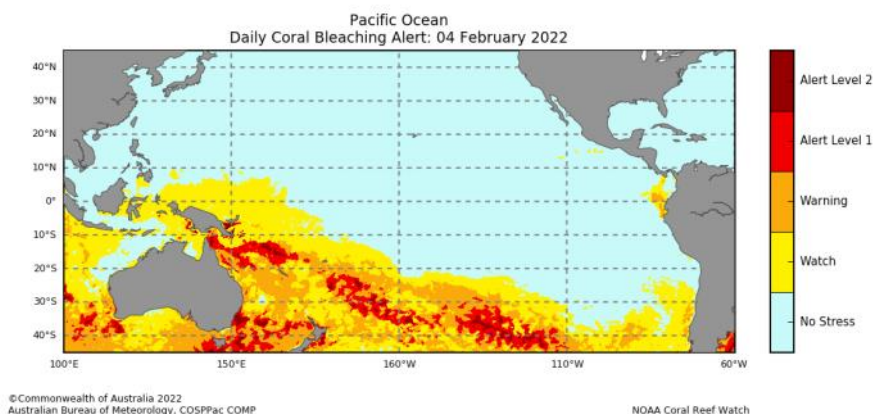 Pacific Ocean
Daily Coral Bleaching Alert: 04 February 2022
40°N
30°N
20°N
10°N
0°
10°S
20°S
30°S
40°S
100°E
150°E
160°W
110°W
60°W
Alert Level 2
Alert Level 1
Warning
Watch
No Stress
©Commonwealth of Australia 2022
Australian Bureau of Meteorology, COSPPac COMP
NOAA Coral Reef Watch